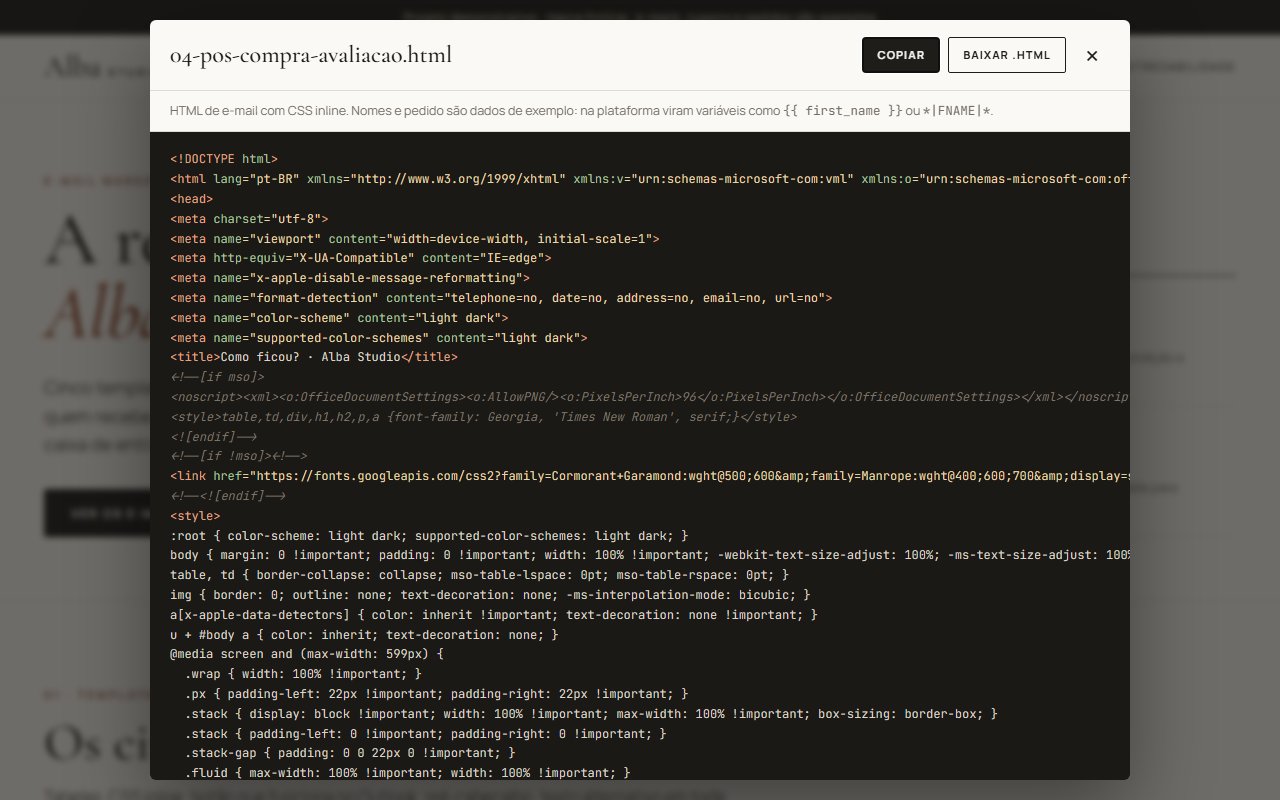 Alba
04-pos-compra-avaliacao.html
COPIAR
BAIXAR .HTML
×
HTML de e-mail com CSS inline. Nomes e pedido são dados de exemplo: na plataforma viram variáveis como {{ first_name }} ou *|FNAME|*.
<!DOCTYPE html>
<html lang="pt-BR" xmlns="http://www.w3.org/1999/xhtml" xmlns:v="urn:schemas-microsoft-com:vml" xmlns:o="urn:schemas-microsoft-com:of
<head>
<meta charset="utf-8">
<meta name="viewport" content="width=device-width, initial-scale=1">
<meta http-equiv="X-UA-Compatible" content="IE=edge">
<meta name="x-apple-disable-message-reformatting">
<meta name="format-detection" content="telephone=no, date=no, address=no, email=no, url=no">
<meta name="color-scheme" content="light dark">
<meta name="supported-color-schemes" content="light dark">
<title>Como ficou? · Alba Studio</title>
<!--[if mso]>
<noscript><xml><o:OfficeDocumentSettings><o:AllowPNG/><o:PixelsPerInch>96</o:PixelsPerInch></o:OfficeDocumentSettings></xml></noscrip
<style>table,td,div,h1,h2,p,a {font-family: Georgia, 'Times New Roman', serif;}</style>
<![endif]-->
<!--[if !mso]><!-->
<link href="https://fonts.googleapis.com/css2?family=Cormorant+Garamond:wght@500;600&amp;family=Manrope:wght@400;600;700&amp;display=s
<!--<![endif]-->
<style>
:root { color-scheme: light dark; supported-color-schemes: light dark; }
body { margin: 0 !important; padding: 0 !important; width: 100% !important; -webkit-text-size-adjust: 100%; -ms-text-size-adjust: 100%
table, td { border-collapse: collapse; mso-table-lspace: 0pt; mso-table-rspace: 0pt; }
img { border: 0; outline: none; text-decoration: none; -ms-interpolation-mode: bicubic; }
a[x-apple-data-detectors] { color: inherit !important; text-decoration: none !important; }
u + #body a { color: inherit; text-decoration: none; }
@media screen and (max-width: 599px) {
.wrap { width: 100% !important; }
.px { padding-left: 22px !important; padding-right: 22px !important; }
.stack { display: block !important; width: 100% !important; max-width: 100% !important; box-sizing: border-box; }
.stack { padding-left: 0 !important; padding-right: 0 !important; }
.stack-gap { padding: 0 0 22px 0 !important; }
.fluid { max-width: 100% !important; width: 100% !important; }